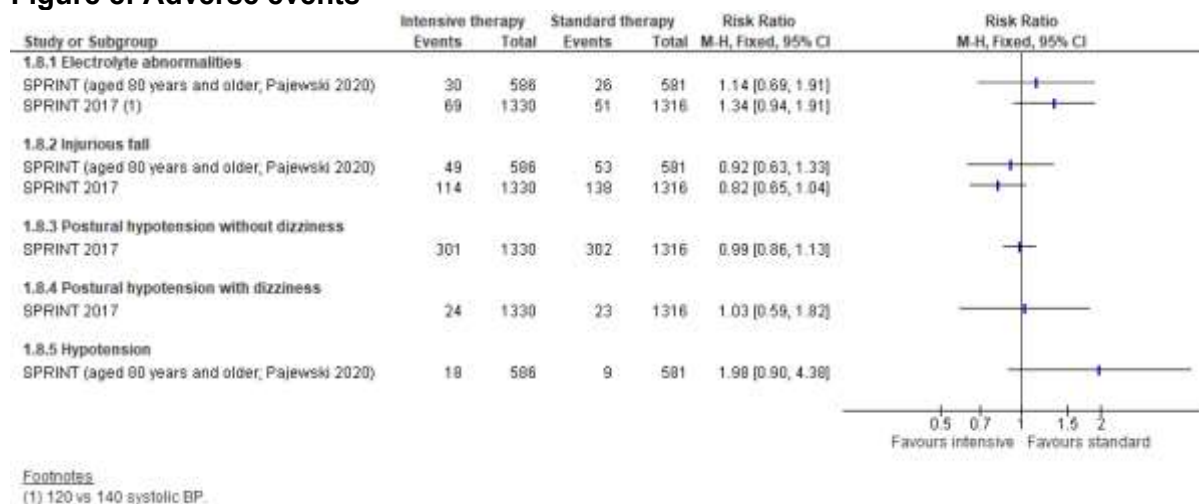 Figure 8. Adverse events
Intensive therapy Standard therapy Risk Ratio Risk Ratio
Study or Subgroup Events Total Events Total M-H, Fixed, 95% CI M-H, Fixed, 95% CI
1.8.1 Electrolyte abnormalities
SPRINT (aged 80 years and older, Pajewski 2020) 30 586 26 581 1.14 [0.69, 1.91]
SPRINT 2017 (1) 69 1330 51 1316 1.34 [0.94, 1.91]
1.8.2 Injurious fall
SPRINT (aged 80 years and older, Pajewski 2020) 49 586 53 581 0.92 [0.63, 1.33]
SPRINT 2017 114 1330 138 1316 0.82 [0.65, 1.04]
1.8.3 Postural hypotension without dizziness
SPRINT 2017 301 1330 302 1316 0.99 [0.86, 1.13]
1.8.4 Postural hypotension with dizziness
SPRINT 2017 24 1330 23 1316 1.03 [0.59, 1.82]
1.8.5 Hypotension
SPRINT (aged 80 years and older, Pajewski 2020) 18 586 9 581 1.98 [0.90, 4.38]
0.5 0.7 1 1.5 2
Favours intensive Favours standard
Footnotes
(1) 120 vs 140 systolic BP.